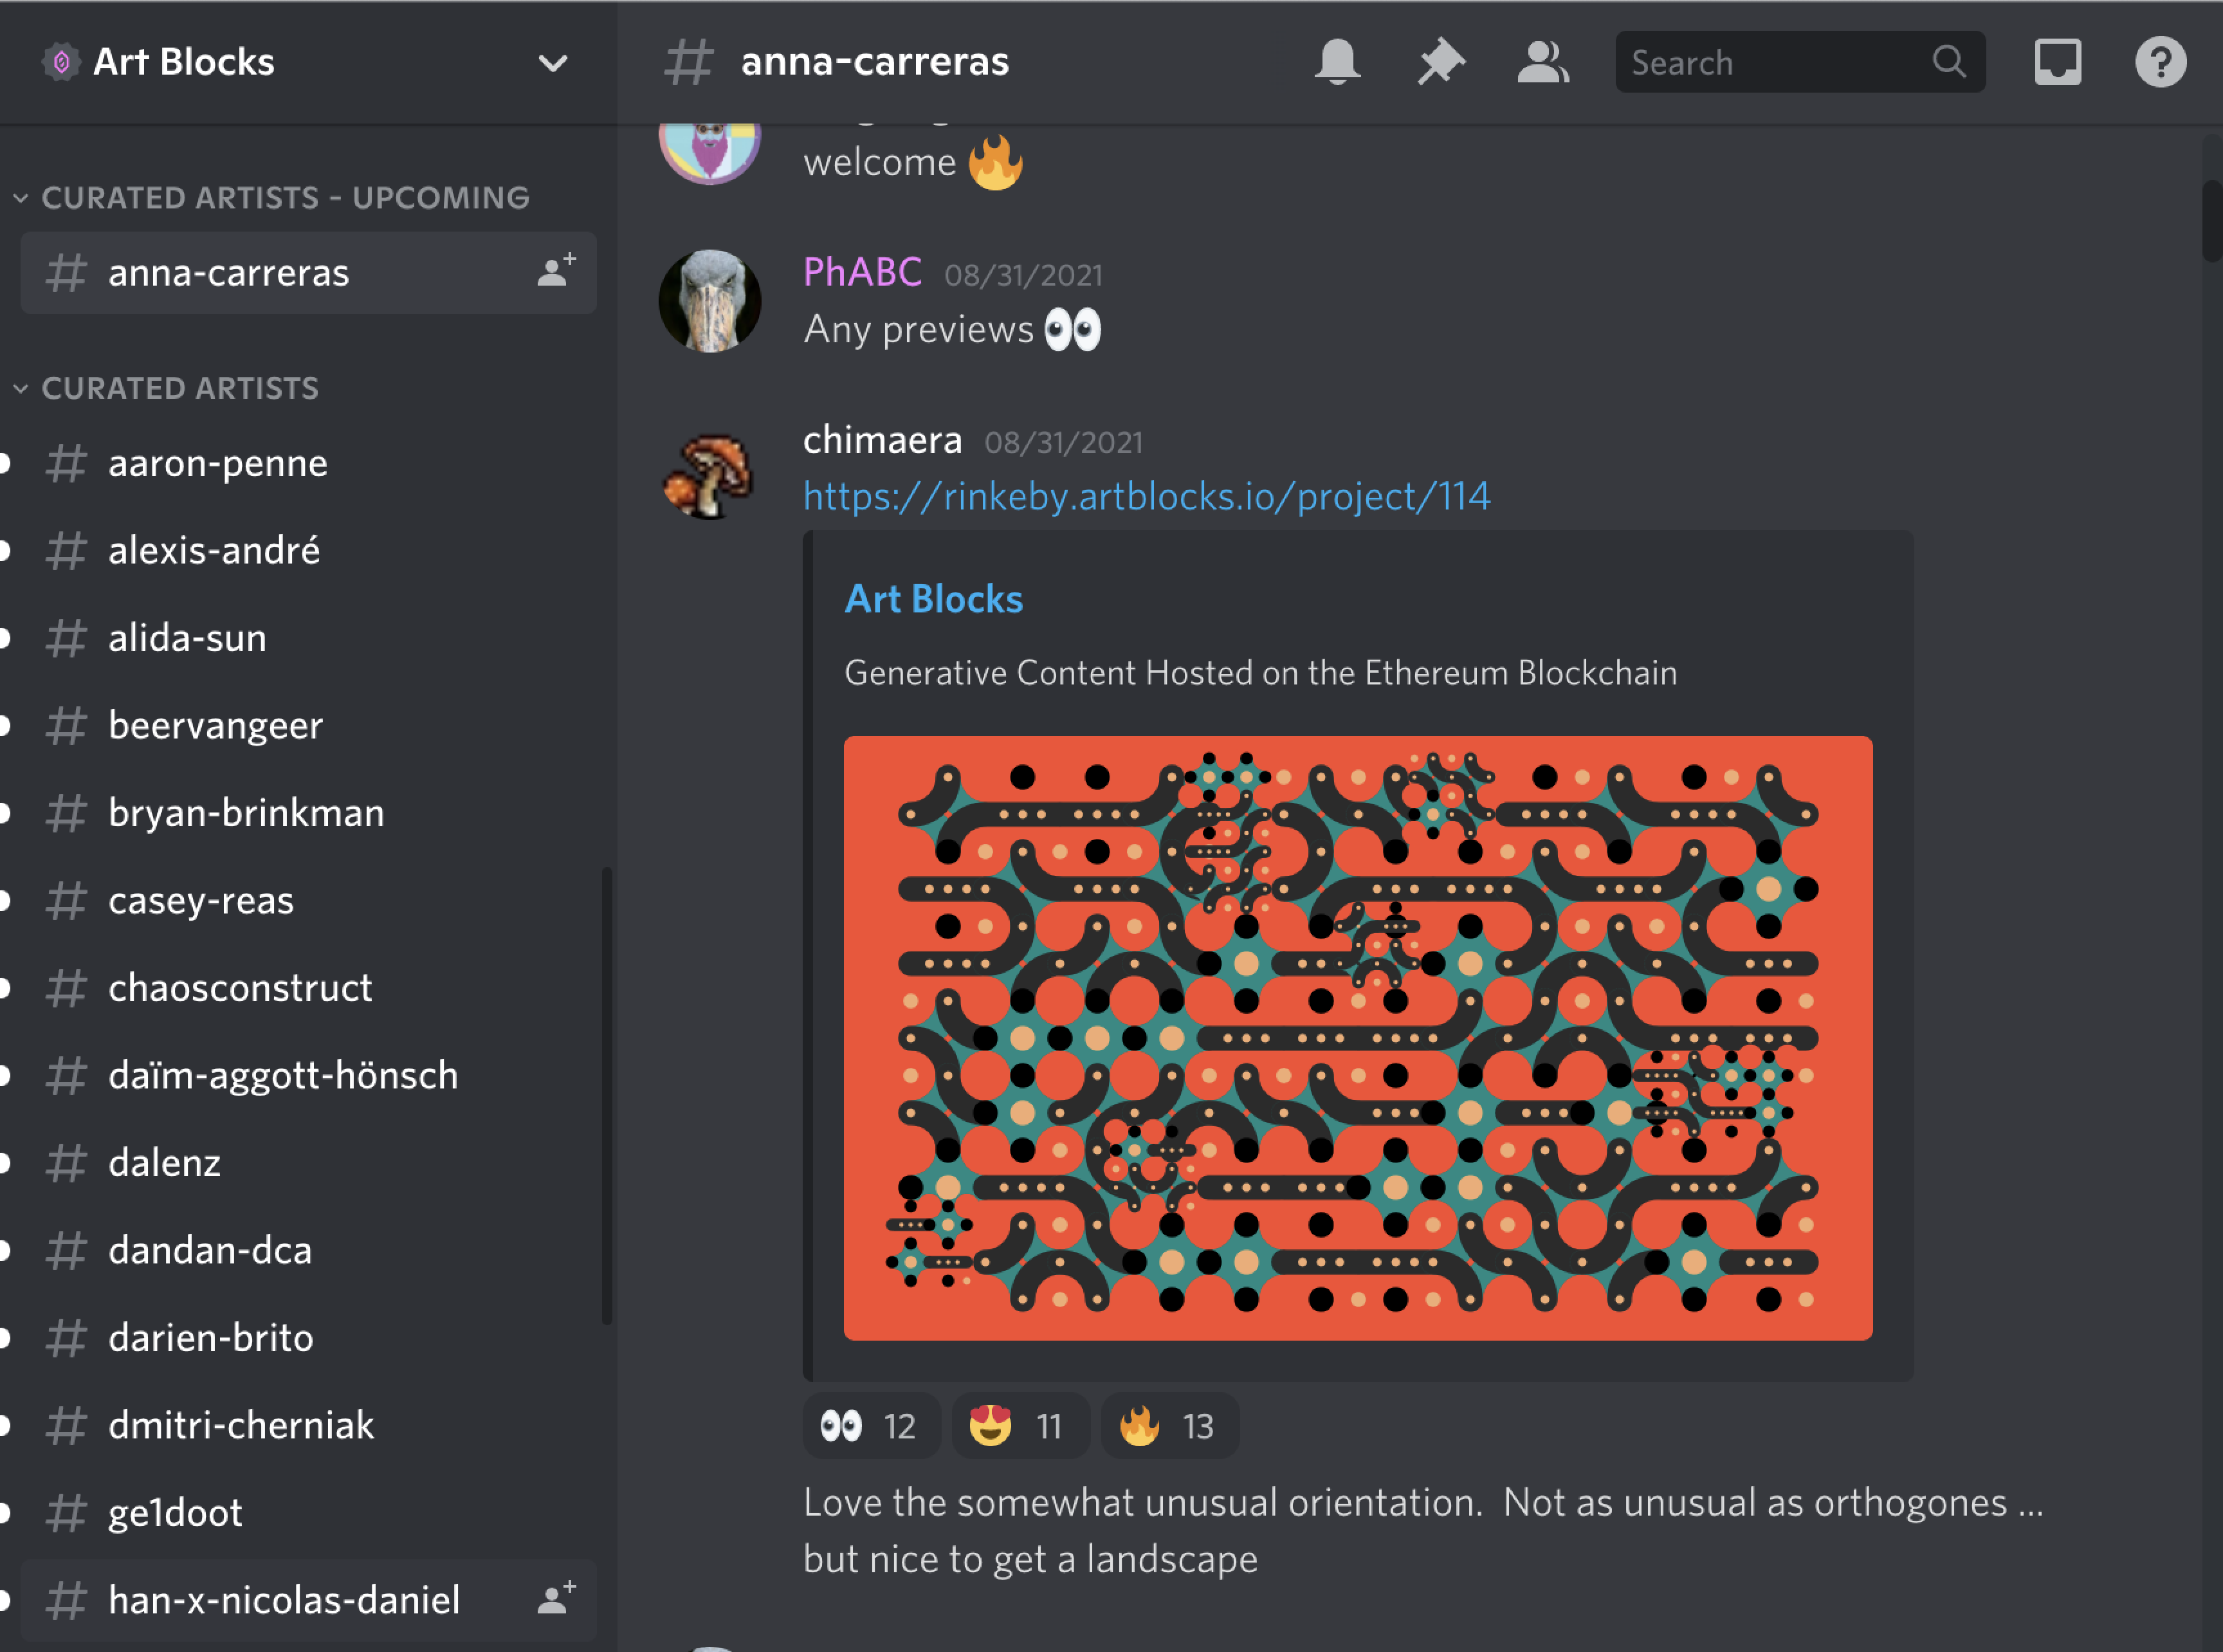 Art Blocks
CURATED ARTISTS - UPCOMING
anna-carreras
CURATED ARTISTS
aaron-penne
alexis-andré
alida-sun
beervangeer
bryan-brinkman
casey-reas
chaosconstruct
daïm-aggott-hönsch
dalenz
dandan-dca
darien-brito
dmitri-cherniak
ge1doot
han-x-nicolas-daniel
# anna-carreras
Search
welcome 🔥
PhABC 08/31/2021
Any previews 👀
chimaera 08/31/2021
https://rinkeby.artblocks.io/project/114
Art Blocks
Generative Content Hosted on the Ethereum Blockchain
👀 12 😍 11 🔥 13
Love the somewhat unusual orientation.  Not as unusual as orthogones ...
but nice to get a landscape